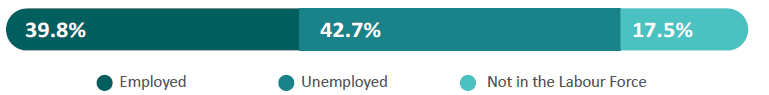 39.8% 42.7% 17.5%
Employed Unemployed Not in the Labour Force